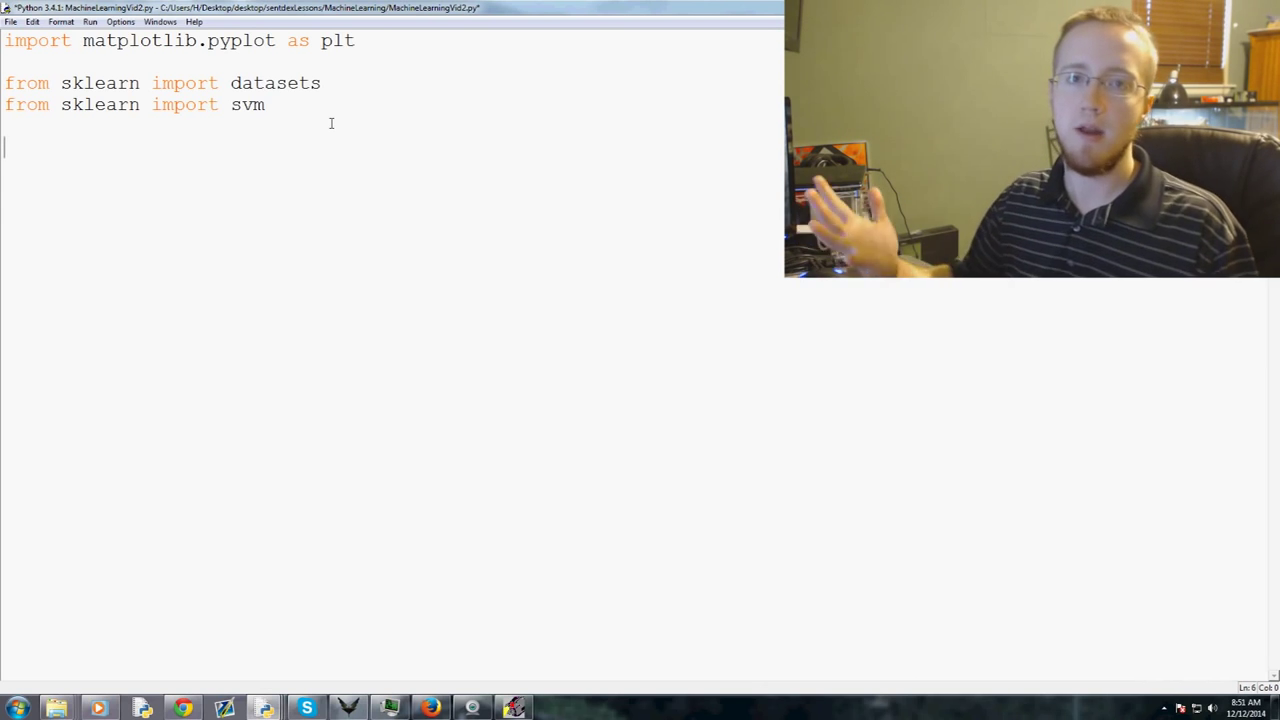 *Python 3.4.1: MachineLearningVid2.py - C:/Users/H/Desktop/desktop/sentdexLessons/MachineLearning/MachineLearningVid2.py*
File Edit Format Run Options Windows Help
import matplotlib.pyplot as plt
from sklearn import datasets
from sklearn import svm
Ln: 6 Col: 0
8:51 AM
12/12/2014